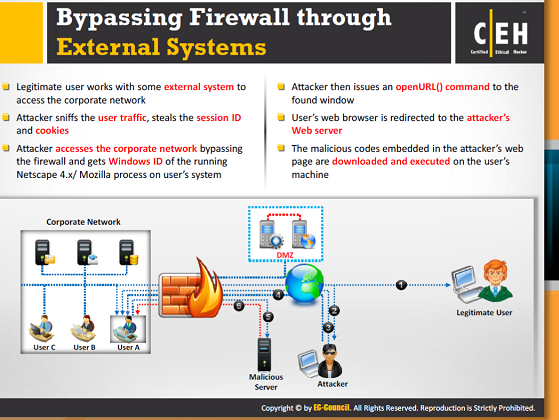 Bypassing Firewall through
External Systems
C|EH
TM
Certified Ethical Hacker
Legitimate user works with some external system to
access the corporate network
Attacker sniffs the user traffic, steals the session ID
and cookies
Attacker accesses the corporate network bypassing
the firewall and gets Windows ID of the running
Netscape 4.x/ Mozilla process on user's system
Attacker then issues an openURL() command to the
found window
User's web browser is redirected to the attacker's
Web server
The malicious codes embedded in the attacker's web
page are downloaded and executed on the user's
machine
Corporate Network
DMZ
1
4
2
6
5
3
User C
User B
User A
Legitimate User
Malicious
Server
Attacker
Copyright © by EC-Council. All Rights Reserved. Reproduction is Strictly Prohibited.